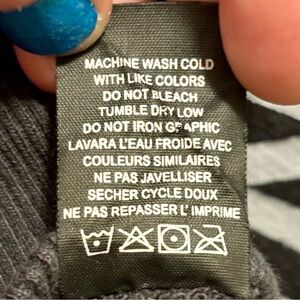 MACHINE WASH COLD
WITH LIKE COLORS
DO NOT BLEACH
TUMBLE DRY LOW
DO NOT IRON GRAPHIC
LAVARA L'EAU FROIDE AVEC
COULEURS SIMILAIRES
NE PAS JAVELLISER
SECHER CYCLE DOUX
NE PAS REPASSER L' IMPRIME